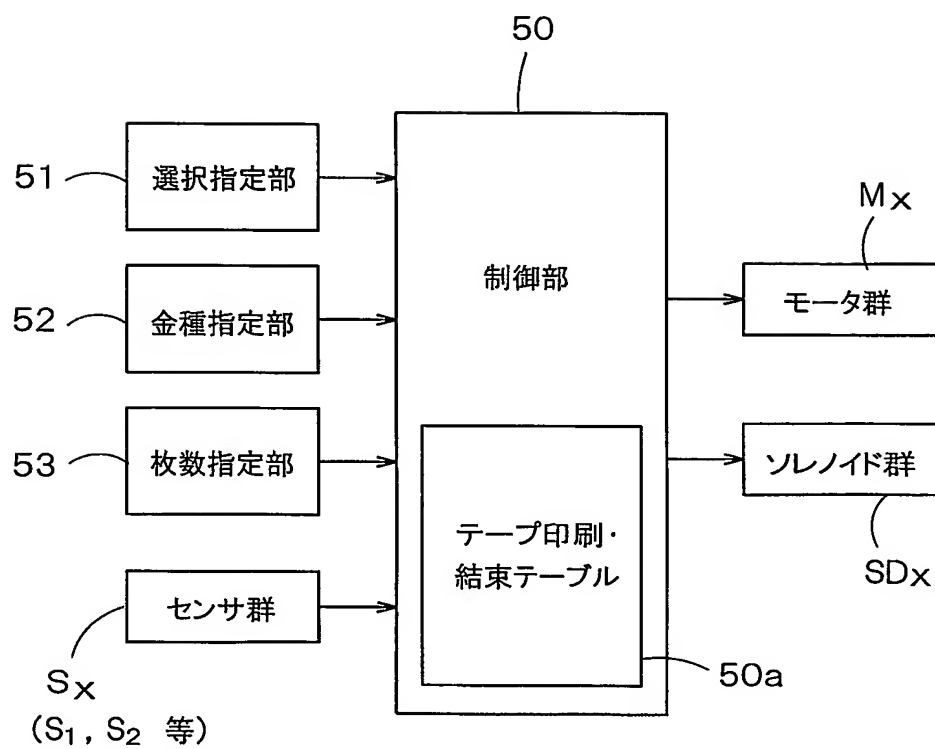 50
51
選択指定部
52
金種指定部
53
枚数指定部
センサ群
Sx
(S1, S2 等)
制御部
テープ印刷・
結束テーブル
50a
Mx
モータ群
ソレノイド群
SDx